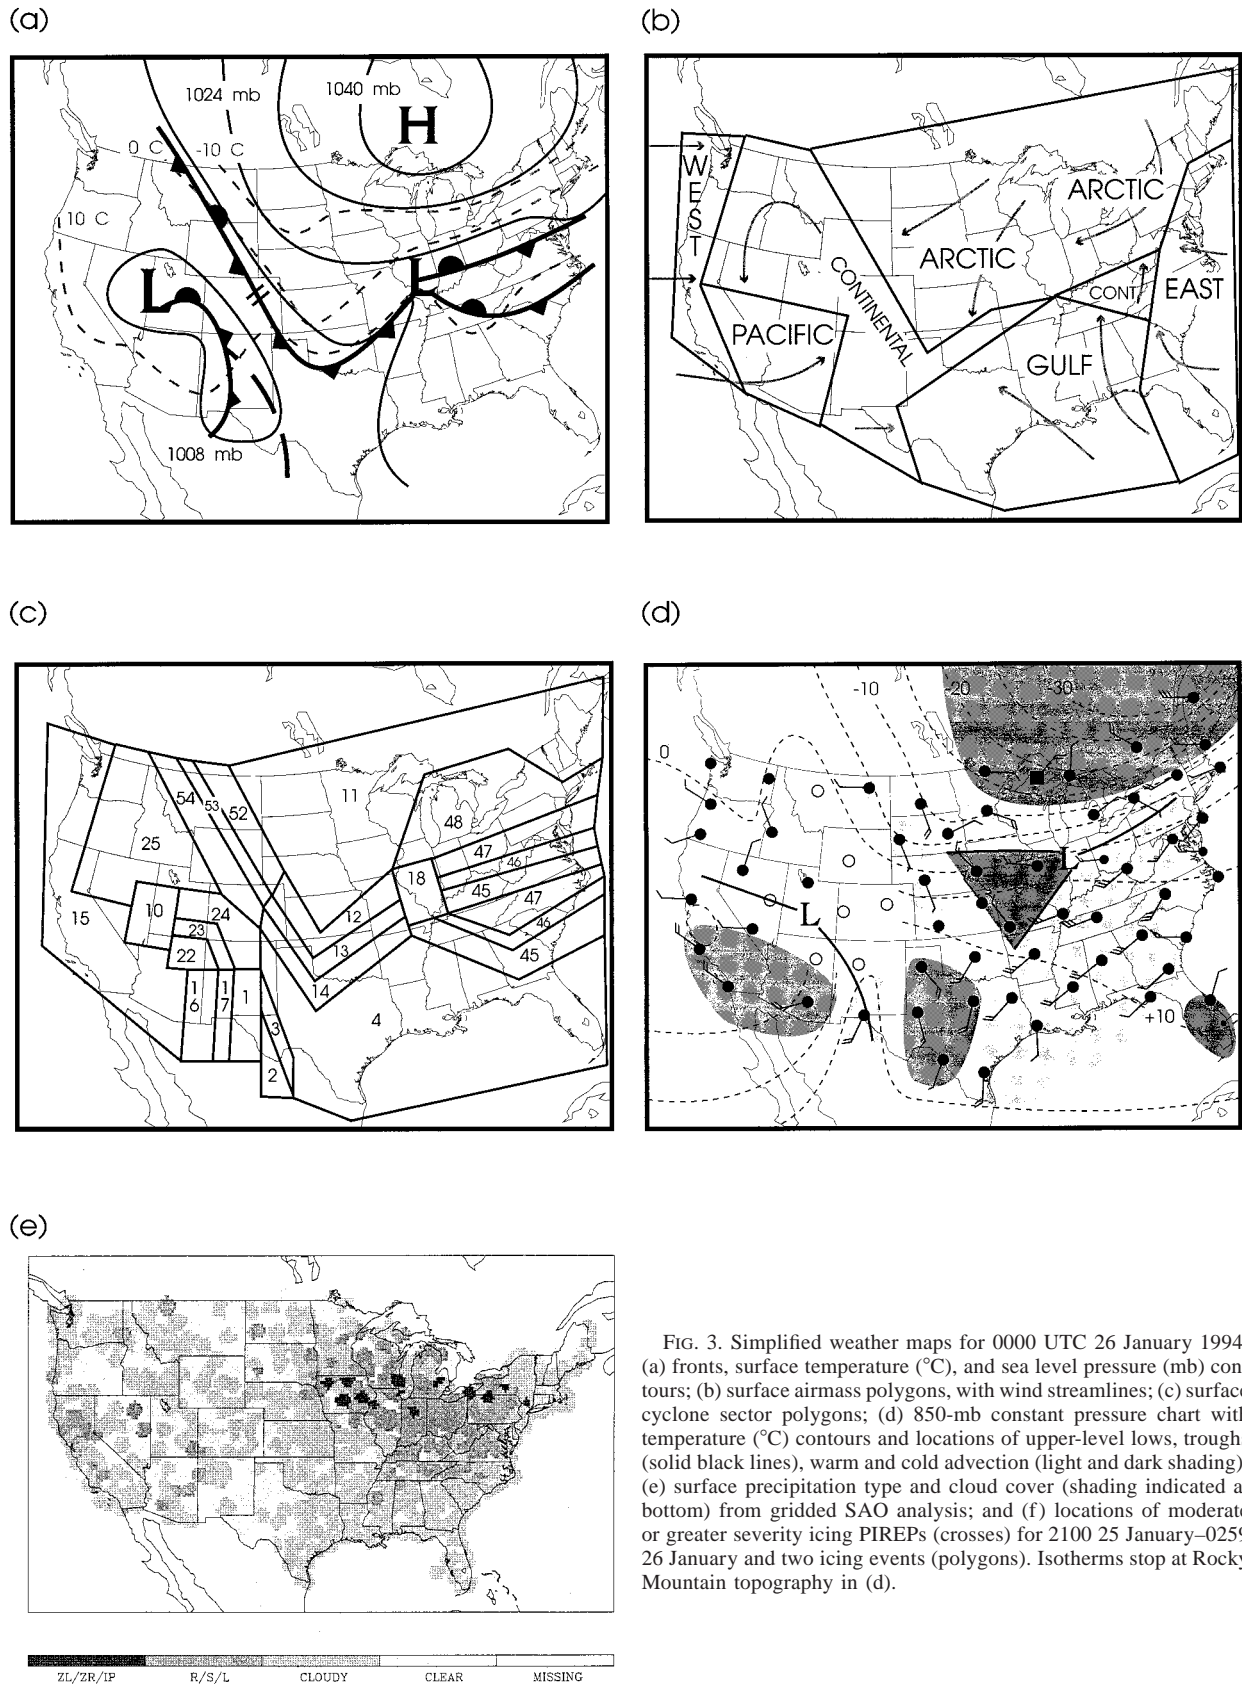 (a)
(b)
1024 mb
1040 mb
H
0 C
-10 C
10 C
L
L
1008 mb
WEST
ARCTIC
ARCTIC
CONTINENTAL
CONT.
EAST
PACIFIC
GULF
(c)
(d)
54
53
52
11
48
25
47
46
18
45
47
46
45
15
10
24
23
22
12
13
14
16
17
1
3
2
4
-10
-20
-30
0
L
L
+10
(e)
FIG. 3. Simplified weather maps for 0000 UTC 26 January 1994
(a) fronts, surface temperature (°C), and sea level pressure (mb) con
tours; (b) surface airmass polygons, with wind streamlines; (c) surface
cyclone sector polygons; (d) 850-mb constant pressure chart with
temperature (°C) contours and locations of upper-level lows, trough
(solid black lines), warm and cold advection (light and dark shading)
(e) surface precipitation type and cloud cover (shading indicated a
bottom) from gridded SAO analysis; and (f) locations of moderate
or greater severity icing PIREPs (crosses) for 2100 25 January–0259
26 January and two icing events (polygons). Isotherms stop at Rocky
Mountain topography in (d).
ZL/ZR/IP
R/S/L
CLOUDY
CLEAR
MISSING